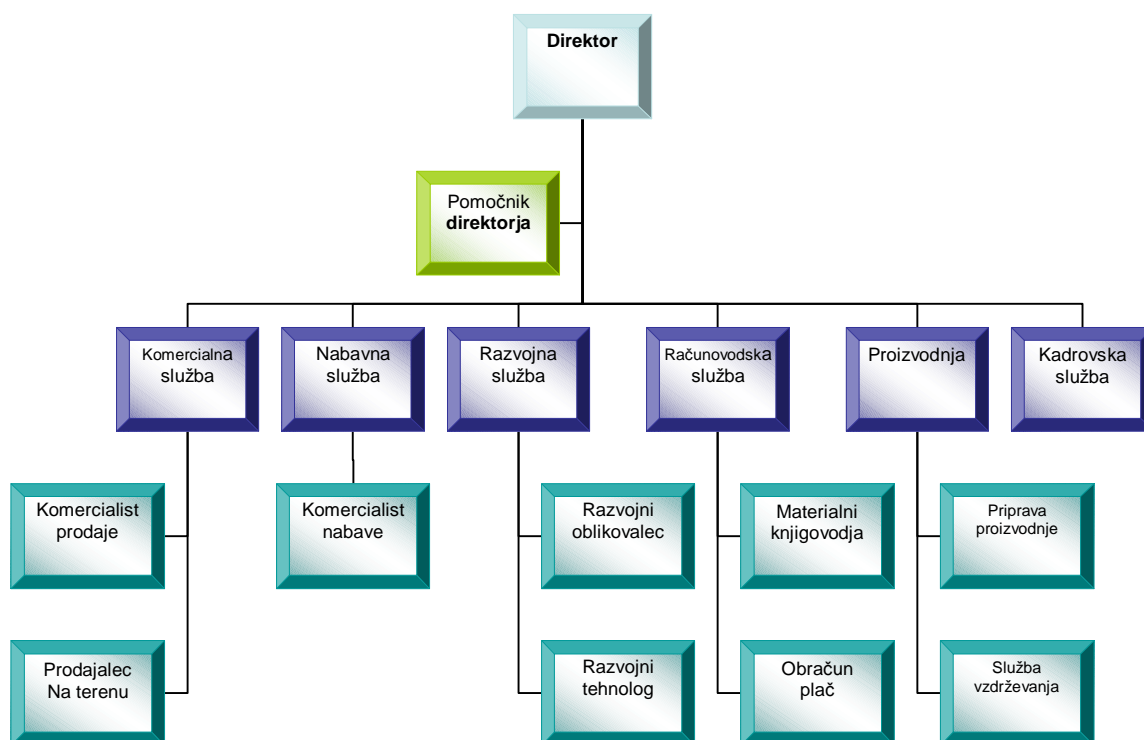 Direktor
Pomočnik
direktorja
Komercialna
služba
Nabavna
služba
Razvojna
služba
Računovodska
služba
Proizvodnja
Kadrovska
služba
Komercialist
prodaje
Komercialist
nabave
Razvojni
oblikovalec
Materialni
knjigovodja
Priprava
proizvodnje
Prodajalec
Na terenu
Razvojni
tehnolog
Obračun
plač
Služba
vzdrževanja